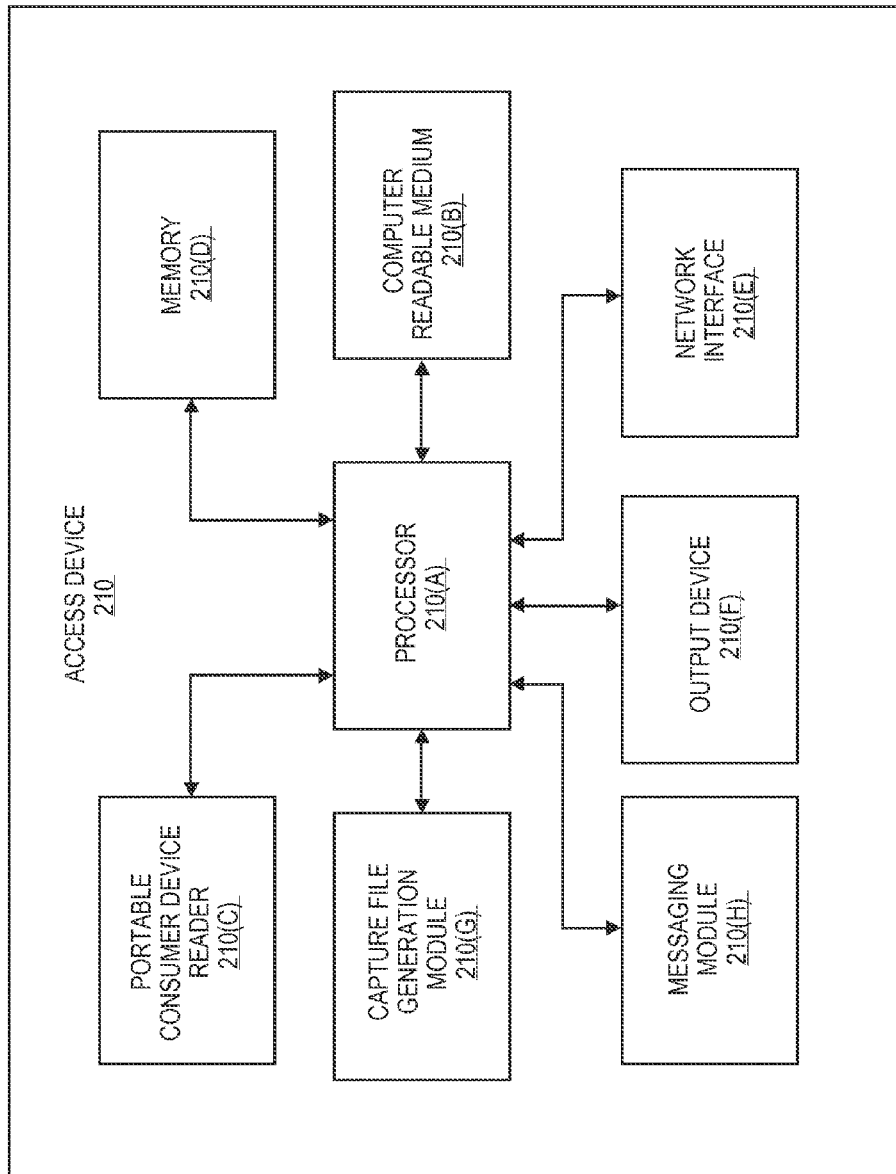 ACCESS DEVICE
210
PORTABLE
CONSUMER DEVICE
READER
210(C)
MEMORY
210(D)
CAPTURE FILE
GENERATION
MODULE
210(G)
PROCESSOR
210(A)
COMPUTER
READABLE MEDIUM
210(B)
MESSAGING
MODULE
210(H)
OUTPUT DEVICE
210(F)
NETWORK
INTERFACE
210(E)